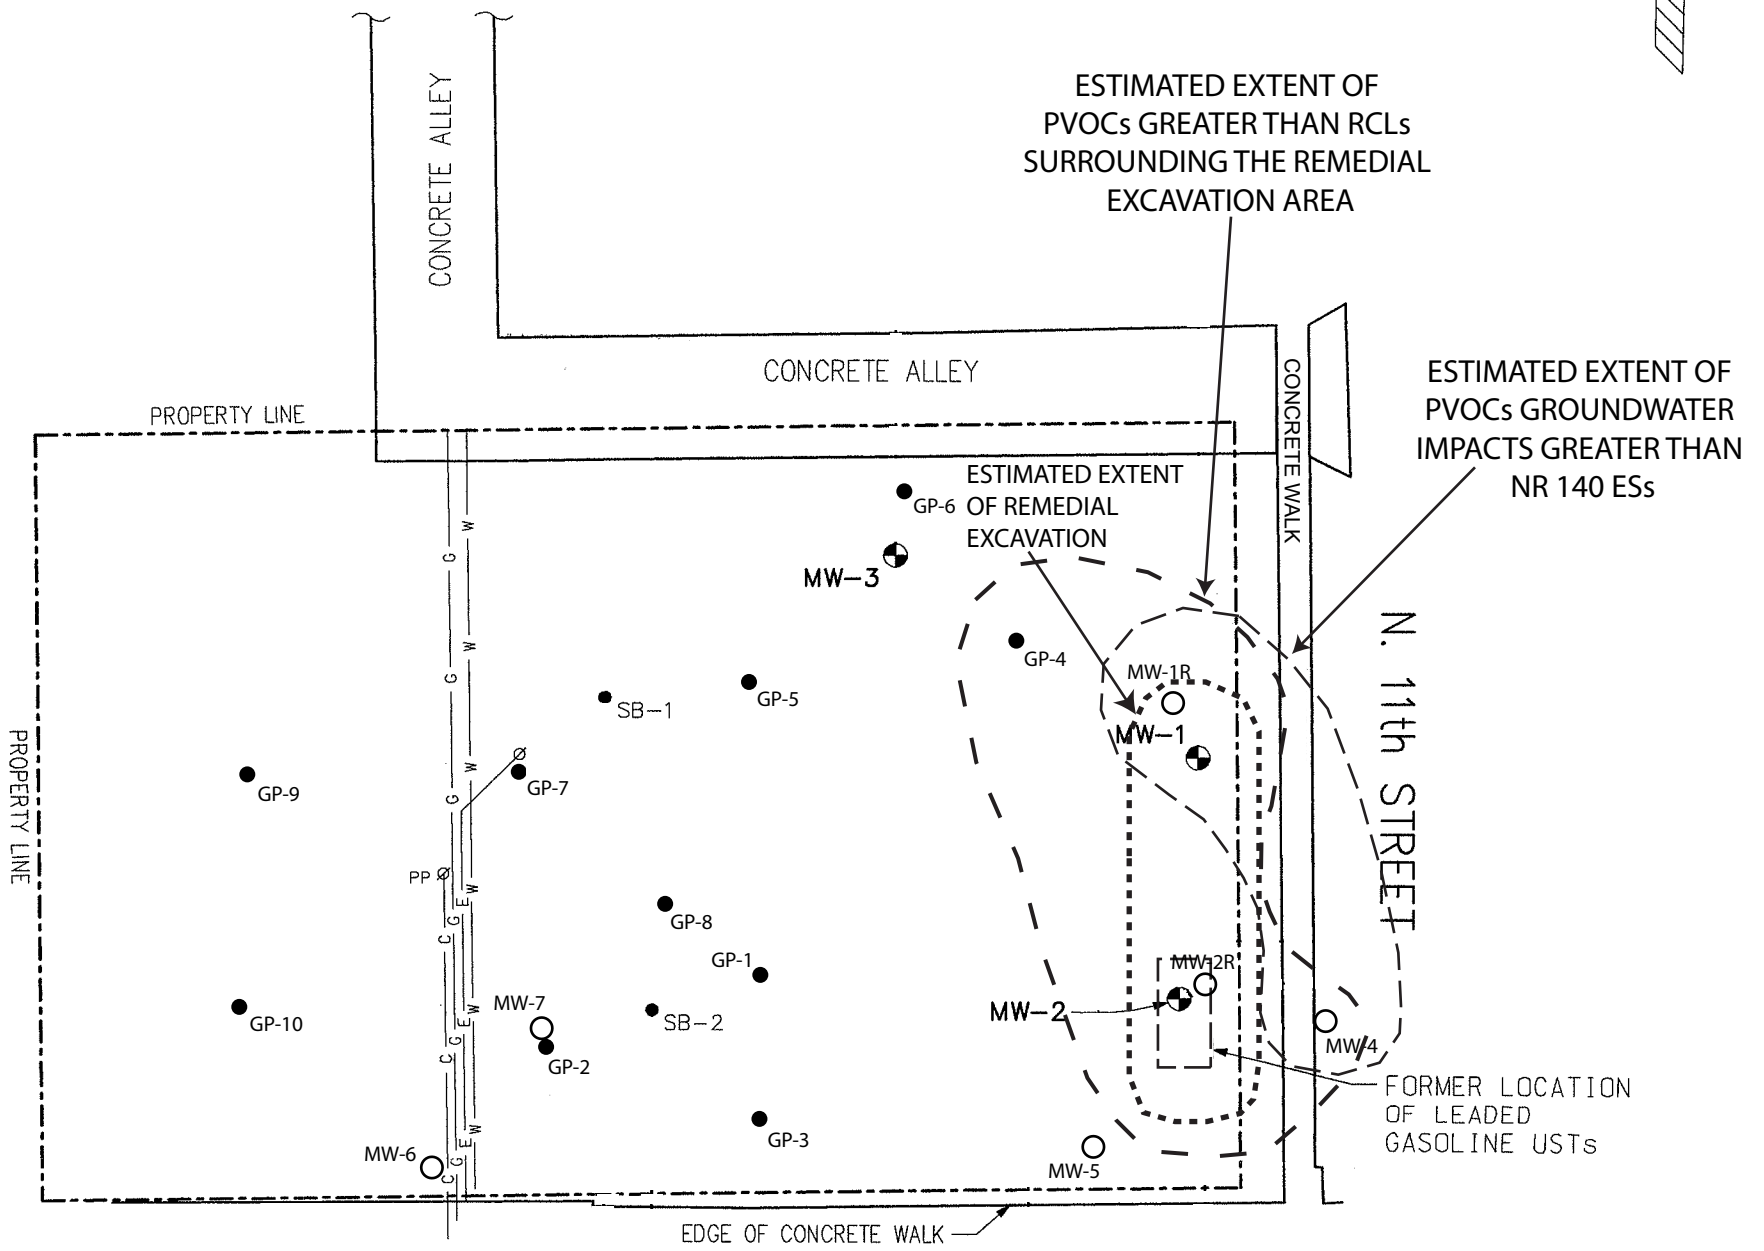 CONCRETE ALLEY
ESTIMATED EXTENT OF
PVOCs GREATER THAN RCLs
SURROUNDING THE REMEDIAL
EXCAVATION AREA
CONCRETE ALLEY
CONCRETE WALK
ESTIMATED EXTENT OF
PVOCs GROUNDWATER
IMPACTS GREATER THAN
NR 140 ESs
PROPERTY LINE
ESTIMATED EXTENT
OF REMEDIAL
EXCAVATION
GP-6
MW-3
GP-4
MW-1R
MW-1
N. 11th STREET
GP-5
SB-1
GP-7
GP-9
PROPERTY LINE
PP
GP-8
GP-1
MW-2R
MW-2
MW-7
SB-2
GP-10
GP-2
MW-4
FORMER LOCATION
OF LEADED
GASOLINE USTs
GP-3
MW-6
MW-5
EDGE OF CONCRETE WALK
G
G
G
G
G
G
W
W
W
W
W
W
E
E
E
C
C
C